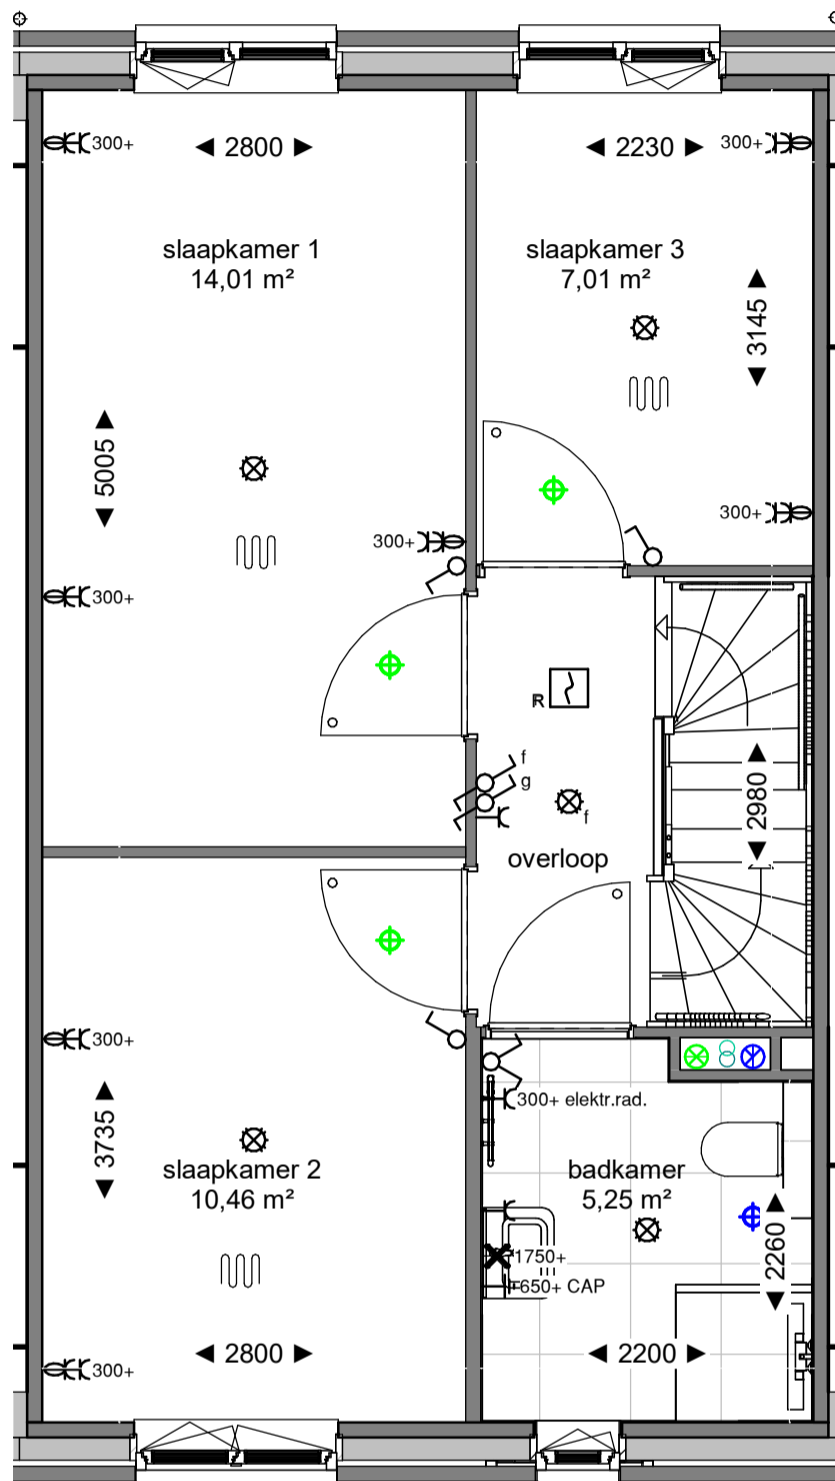 300+
2800
2230
300+
slaapkamer 1
14,01 m²
slaapkamer 3
7,01 m²
3145
5005
300+
300+
300+
R
f
g
f
2980
overloop
300+
300+ elektr.rad.
3735
slaapkamer 2
10,46 m²
badkamer
5,25 m²
2260
1750+
650+ CAP
300+
2800
2200